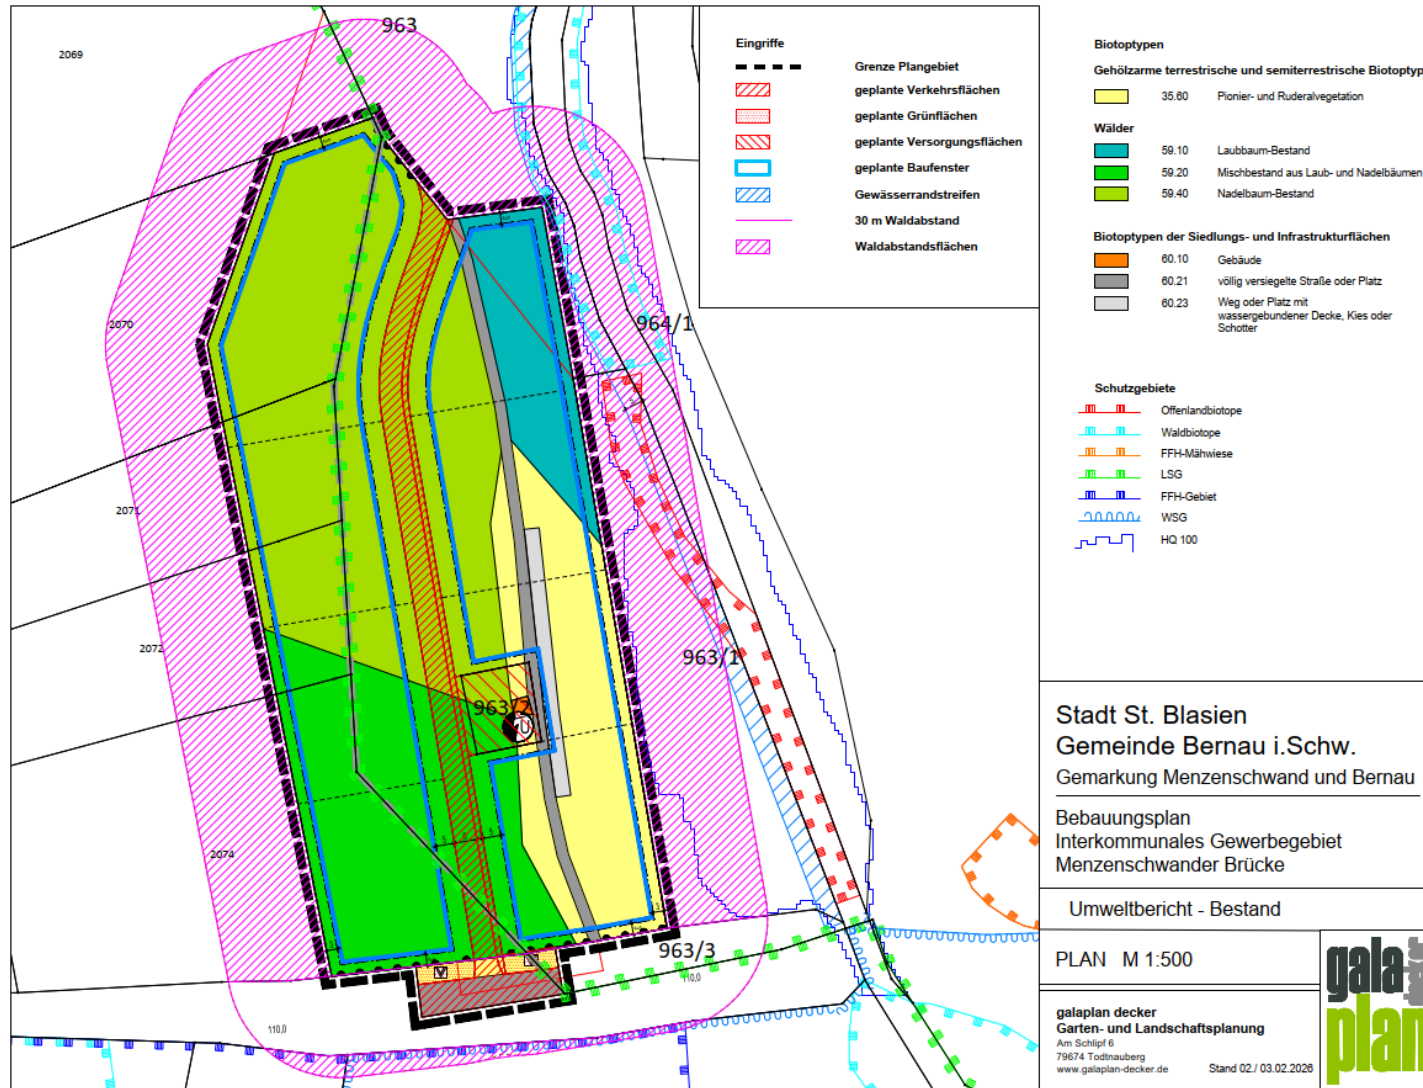 963
2069
2070
2071
2072
2074
964/1
963/1
963/2
Ü
963/3
110,0
110,0
5
6
5
5
3
3
V
Eingriffe
Grenze Plangebiet
geplante Verkehrsflächen
geplante Grünflächen
geplante Versorgungsflächen
geplante Baufenster
Gewässerrandstreifen
30 m Waldabstand
Waldabstandsflächen
Biotoptypen
Gehölzarme terrestrische und semiterrestrische Biotoptyp
35.60 Pionier- und Ruderalvegetation
Wälder
59.10 Laubbaum-Bestand
59.20 Mischbestand aus Laub- und Nadelbäumen
59.40 Nadelbaum-Bestand
Biotoptypen der Siedlungs- und Infrastrukturflächen
60.10 Gebäude
60.21 völlig versiegelte Straße oder Platz
60.23 Weg oder Platz mit
wassergebundener Decke, Kies oder
Schotter
Schutzgebiete
Offenlandbiotope
Waldbiotope
FFH-Mähwiese
LSG
FFH-Gebiet
WSG
HQ 100
Stadt St. Blasien
Gemeinde Bernau i.Schw.
Gemarkung Menzenschwand und Bernau
Bebauungsplan
Interkommunales Gewerbegebiet
Menzenschwander Brücke
Umweltbericht - Bestand
PLAN M 1:500
galaplan decker
Garten- und Landschaftsplanung
Am Schlipf 6
79674 Todtnauberg
www.galaplan-decker.de Stand 02./ 03.02.2026
gala
plan
decker